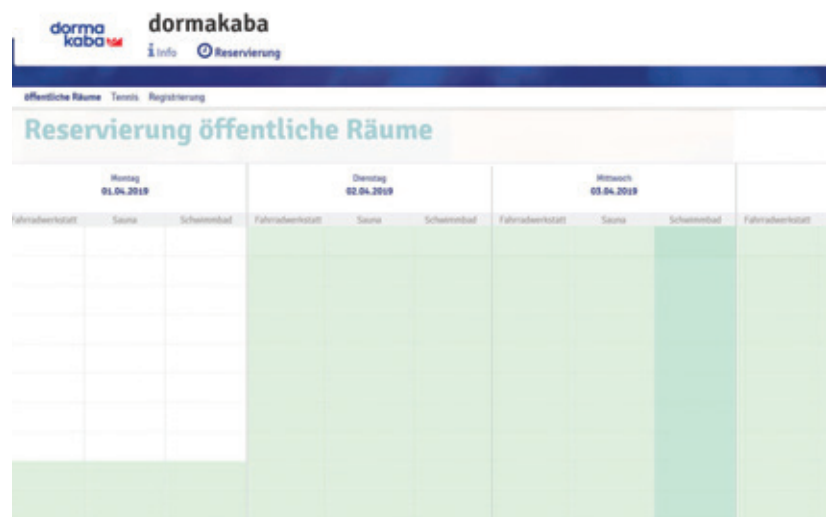 dorma
kaba
dormakaba
Info Reservierung
öffentliche Räume Tennis Registrierung
Reservierung öffentliche Räume
Montag Dienstag Mittwoch
01.04.2019 02.04.2019 03.04.2019
Fahrradwerkstatt Sauna Schwimmbad Fahrradwerkstatt Sauna Schwimmbad Fahrradwerkstatt Sauna Schwimmbad Fahrradwerkstatt